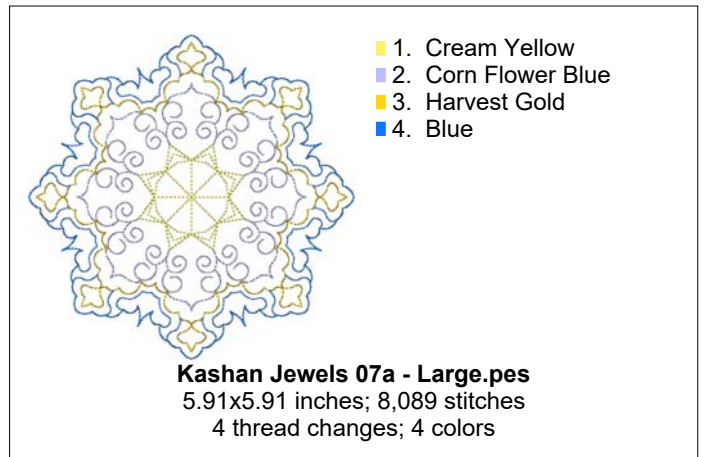 1. Cream Yellow
2. Corn Flower Blue
3. Harvest Gold
4. Blue
Kashan Jewels 07a - Large.pes
5.91x5.91 inches; 8,089 stitches
4 thread changes; 4 colors